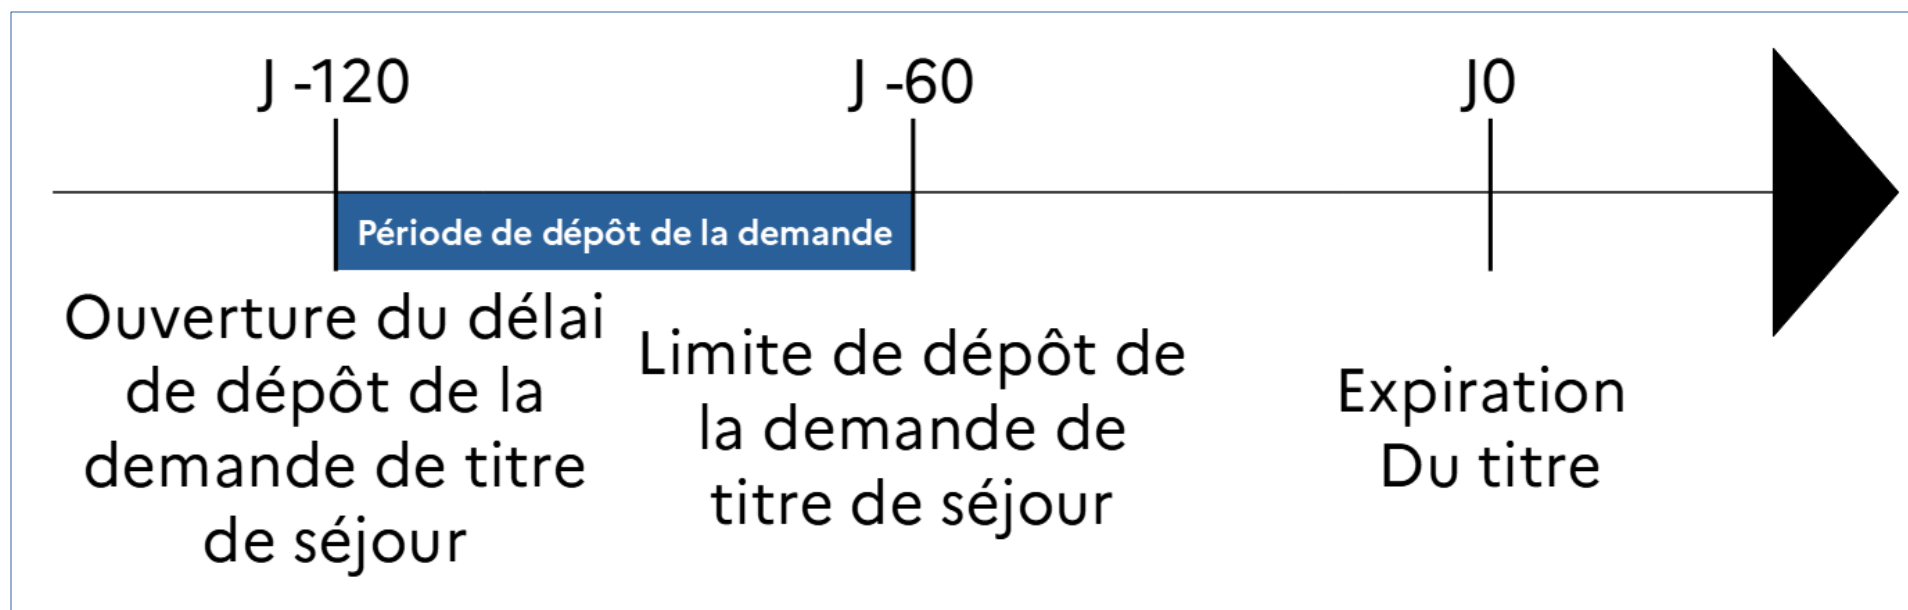 J -120
J -60
J0
Période de dépôt de la demande
Ouverture du délai
de dépôt de la
demande de titre
de séjour
Limite de dépôt de
la demande de
titre de séjour
Expiration
Du titre